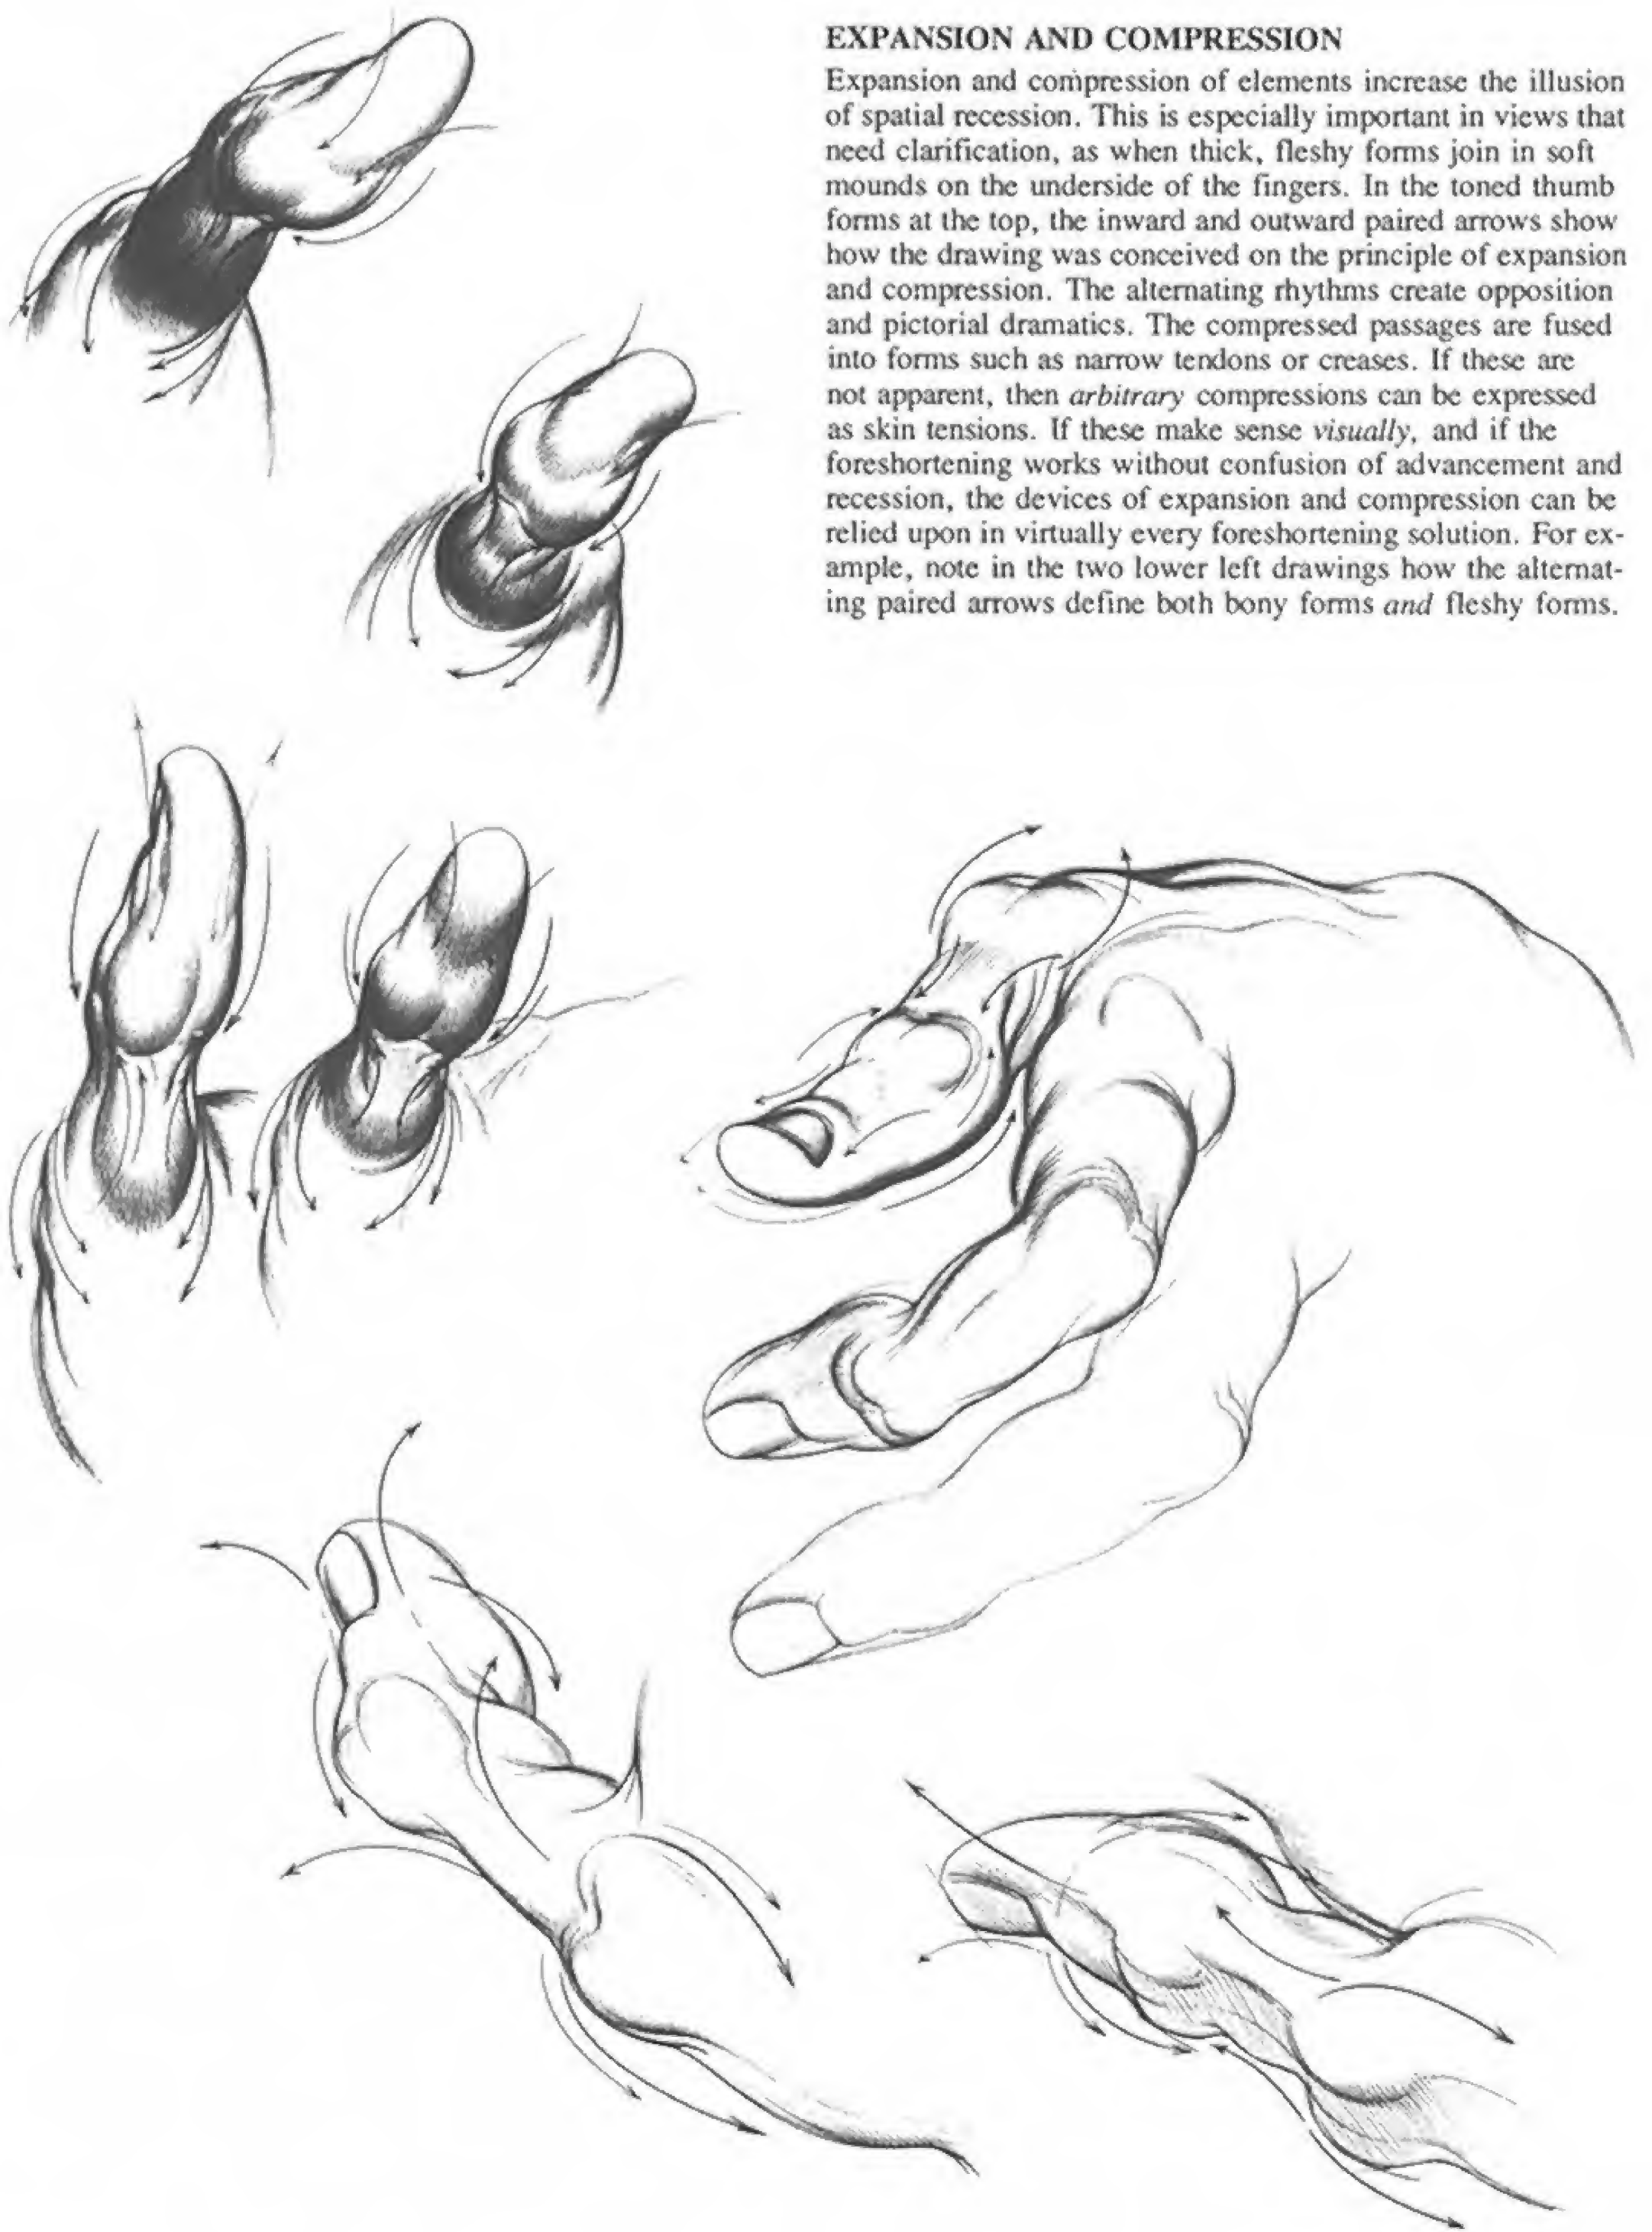 EXPANSION AND COMPRESSION
Expansion and compression of elements increase the illusion
of spatial recession. This is especially important in views that
need clarification, as when thick, fleshy forms join in soft
mounds on the underside of the fingers. In the toned thumb
forms at the top, the inward and outward paired arrows show
how the drawing was conceived on the principle of expansion
and compression. The alternating rhythms create opposition
and pictorial dramatics. The compressed passages are fused
into forms such as narrow tendons or creases. If these are
not apparent, then arbitrary compressions can be expressed
as skin tensions. If these make sense visually, and if the
foreshortening works without confusion of advancement and
recession, the devices of expansion and compression can be
relied upon in virtually every foreshortening solution. For ex-
ample, note in the two lower left drawings how the alternat-
ing paired arrows define both bony forms and fleshy forms.